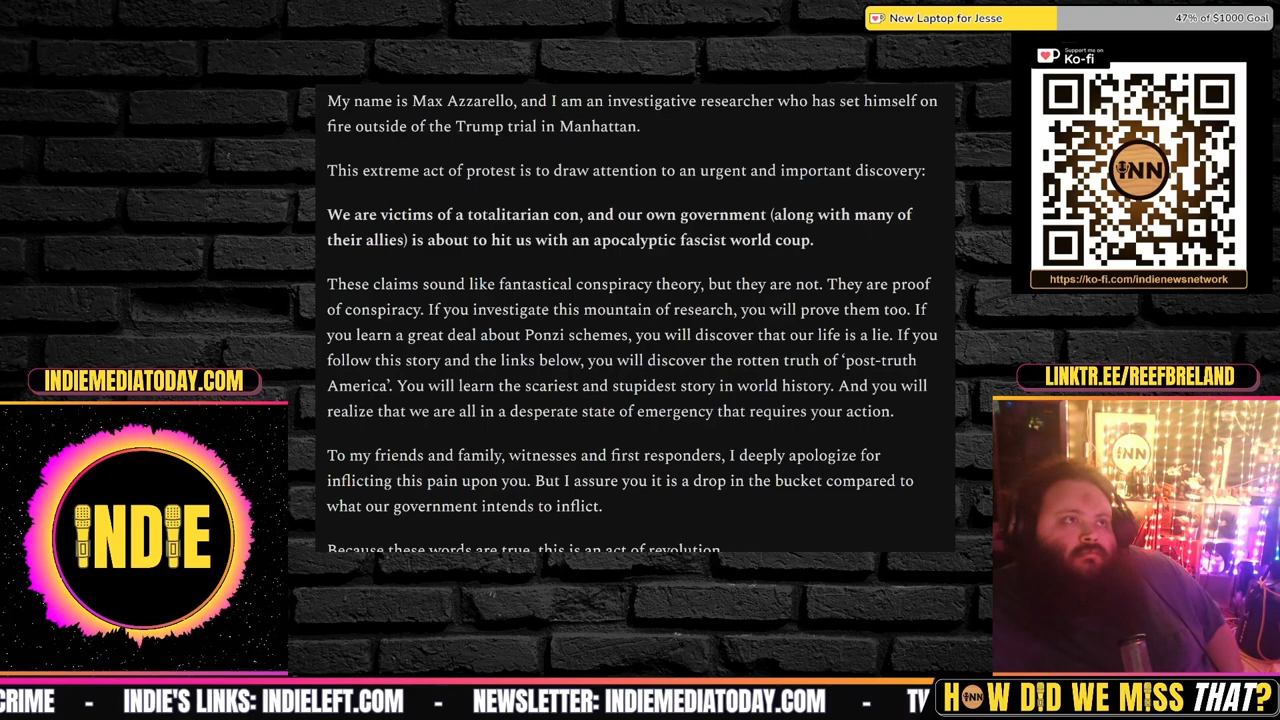 New Laptop for Jesse
47% of $1000 Goal
Support me on
Ko-fi
iNN
https://ko-fi.com/indienewsnetwork
My name is Max Azzarello, and I am an investigative researcher who has set himself on
fire outside of the Trump trial in Manhattan.
This extreme act of protest is to draw attention to an urgent and important discovery:
We are victims of a totalitarian con, and our own government (along with many of
their allies) is about to hit us with an apocalyptic fascist world coup.
These claims sound like fantastical conspiracy theory, but they are not. They are proof
of conspiracy. If you investigate this mountain of research, you will prove them too. If
you learn a great deal about Ponzi schemes, you will discover that our life is a lie. If you
follow this story and the links below, you will discover the rotten truth of ‘post-truth
America’. You will learn the scariest and stupidest story in world history. And you will
realize that we are all in a desperate state of emergency that requires your action.
To my friends and family, witnesses and first responders, I deeply apologize for
inflicting this pain upon you. But I assure you it is a drop in the bucket compared to
what our government intends to inflict.
Because these words are true, this is an act of revolution.
INDIEMEDIATODAY.COM
INDIE
LINKTR.EE/REEFBRELAND
iNN
CRIME - INDIE'S LINKS: INDIELEFT.COM - NEWSLETTER: INDIEMEDIATODAY.COM - TV
HOW DID WE MISS THAT?